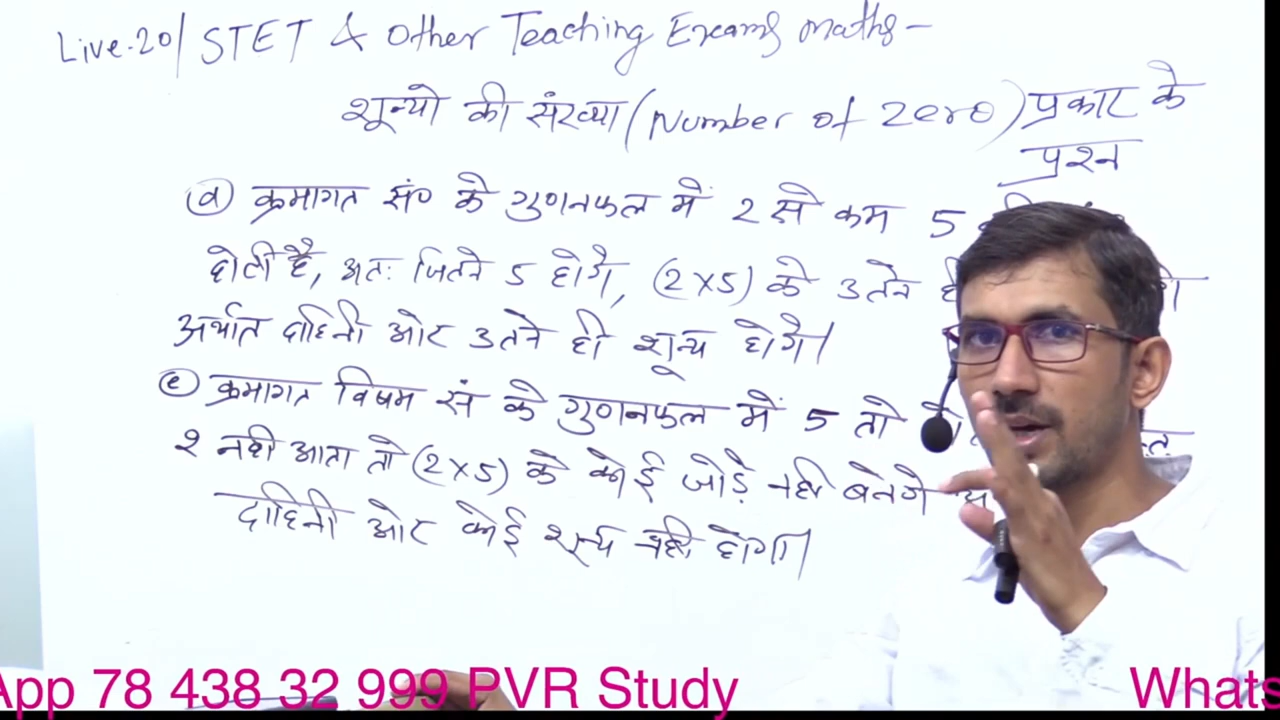 Live-20/ STET & Other Teaching Exams Maths -
शून्यो की संख्या (Number of zero) प्रकार के
प्रश्न
(d) क्रमागत सं० के गुणनफल में 2 से कम 5
होती है, अतः जितने 5 होगे, (2×5) के उतने
अर्थात दाहिनी ओर उतने ही शून्य होगे।
(e) क्रमागत विषम सं के गुणनफल में 5 तो
2 नही आता तो (2×5) के कोई जोड़े नही बनेगे
दाहिनी ओर कोई शून्य नही होगा।
App 78 438 32 999 PVR Study Whats